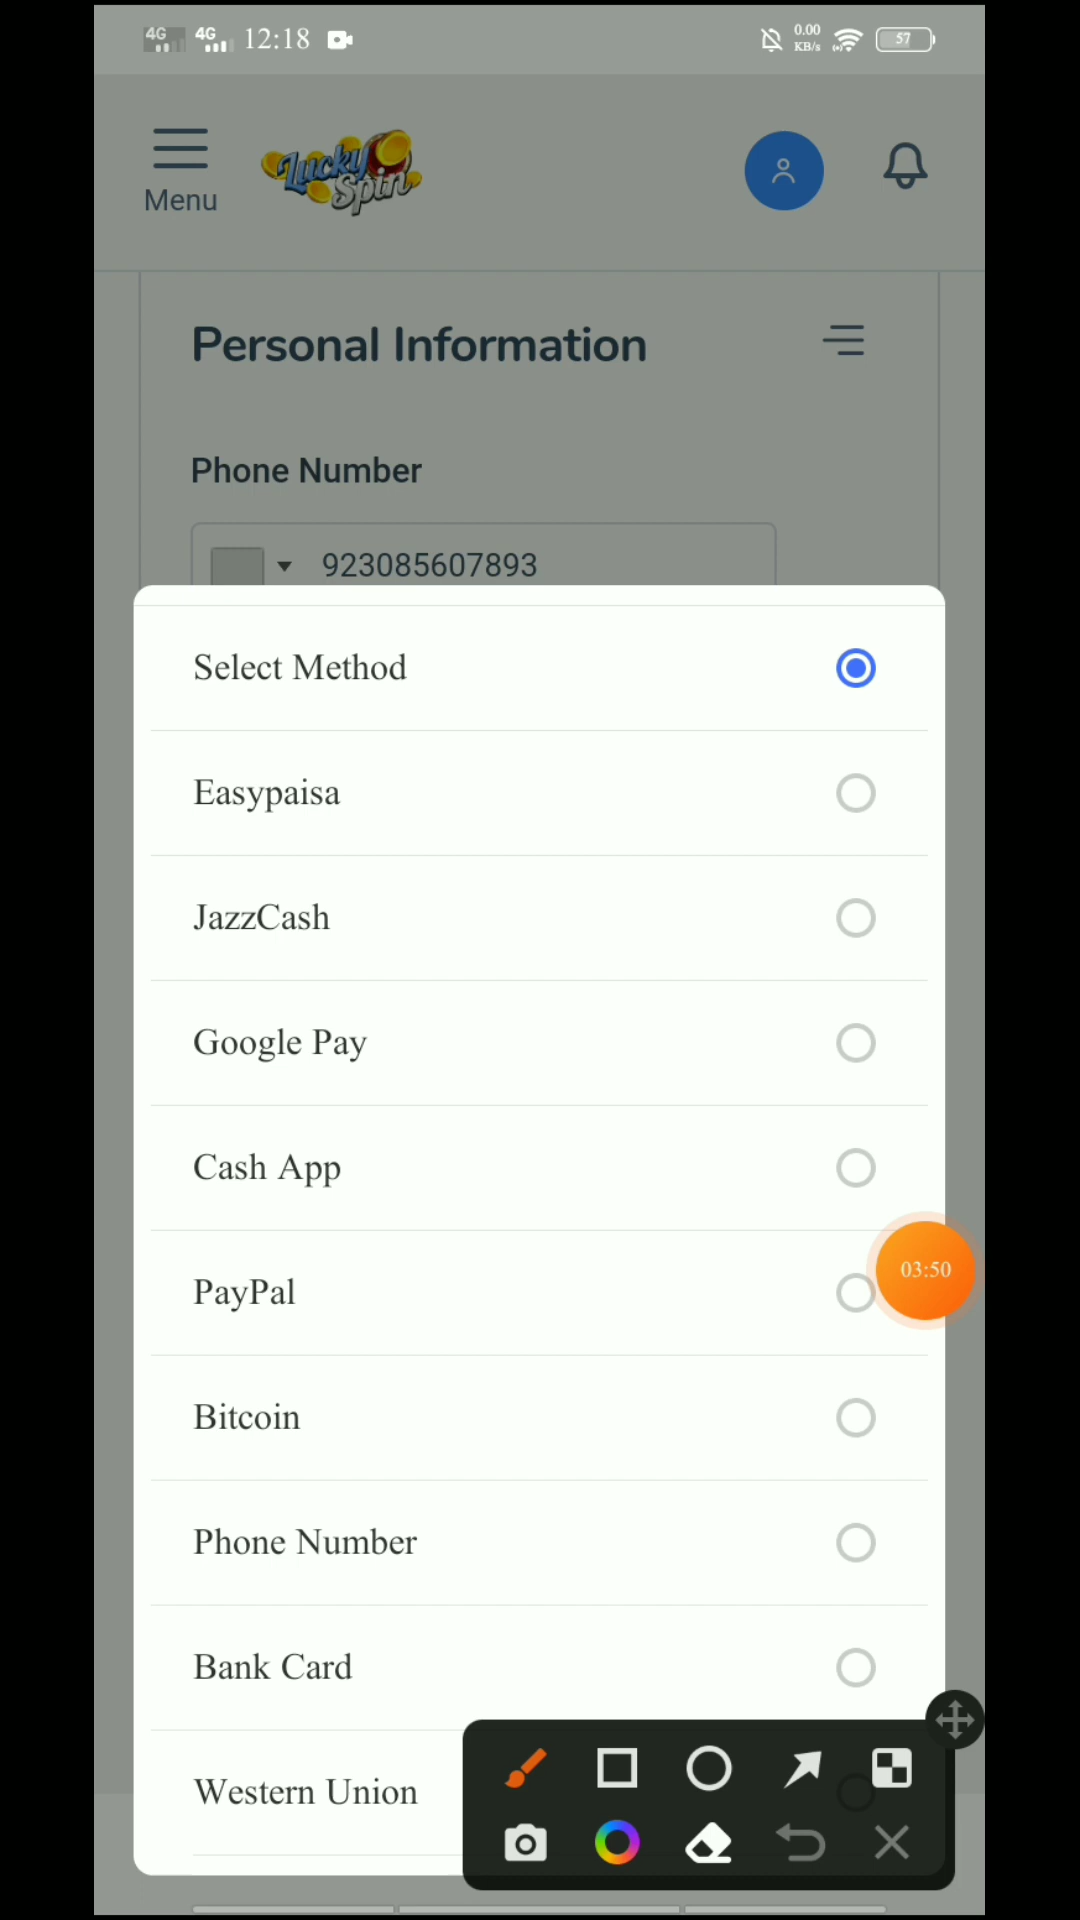 4G 4G 12:18 0.00 KB/s 57
Menu
Lucky Spin
Personal Information
Phone Number
923085607893
Select Method
Easypaisa
JazzCash
Google Pay
Cash App
03:50
PayPal
Bitcoin
Phone Number
Bank Card
Western Union